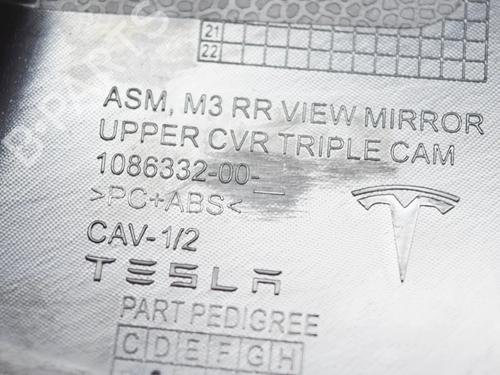 21
22
ASM, M3 RR VIEW MIRROR
UPPER CVR TRIPLE CAM
1086332-00-_
>PC+ABS<
CAV-1/2
TESLA
PART PEDIGREE
C D E F G H
B-PARTS